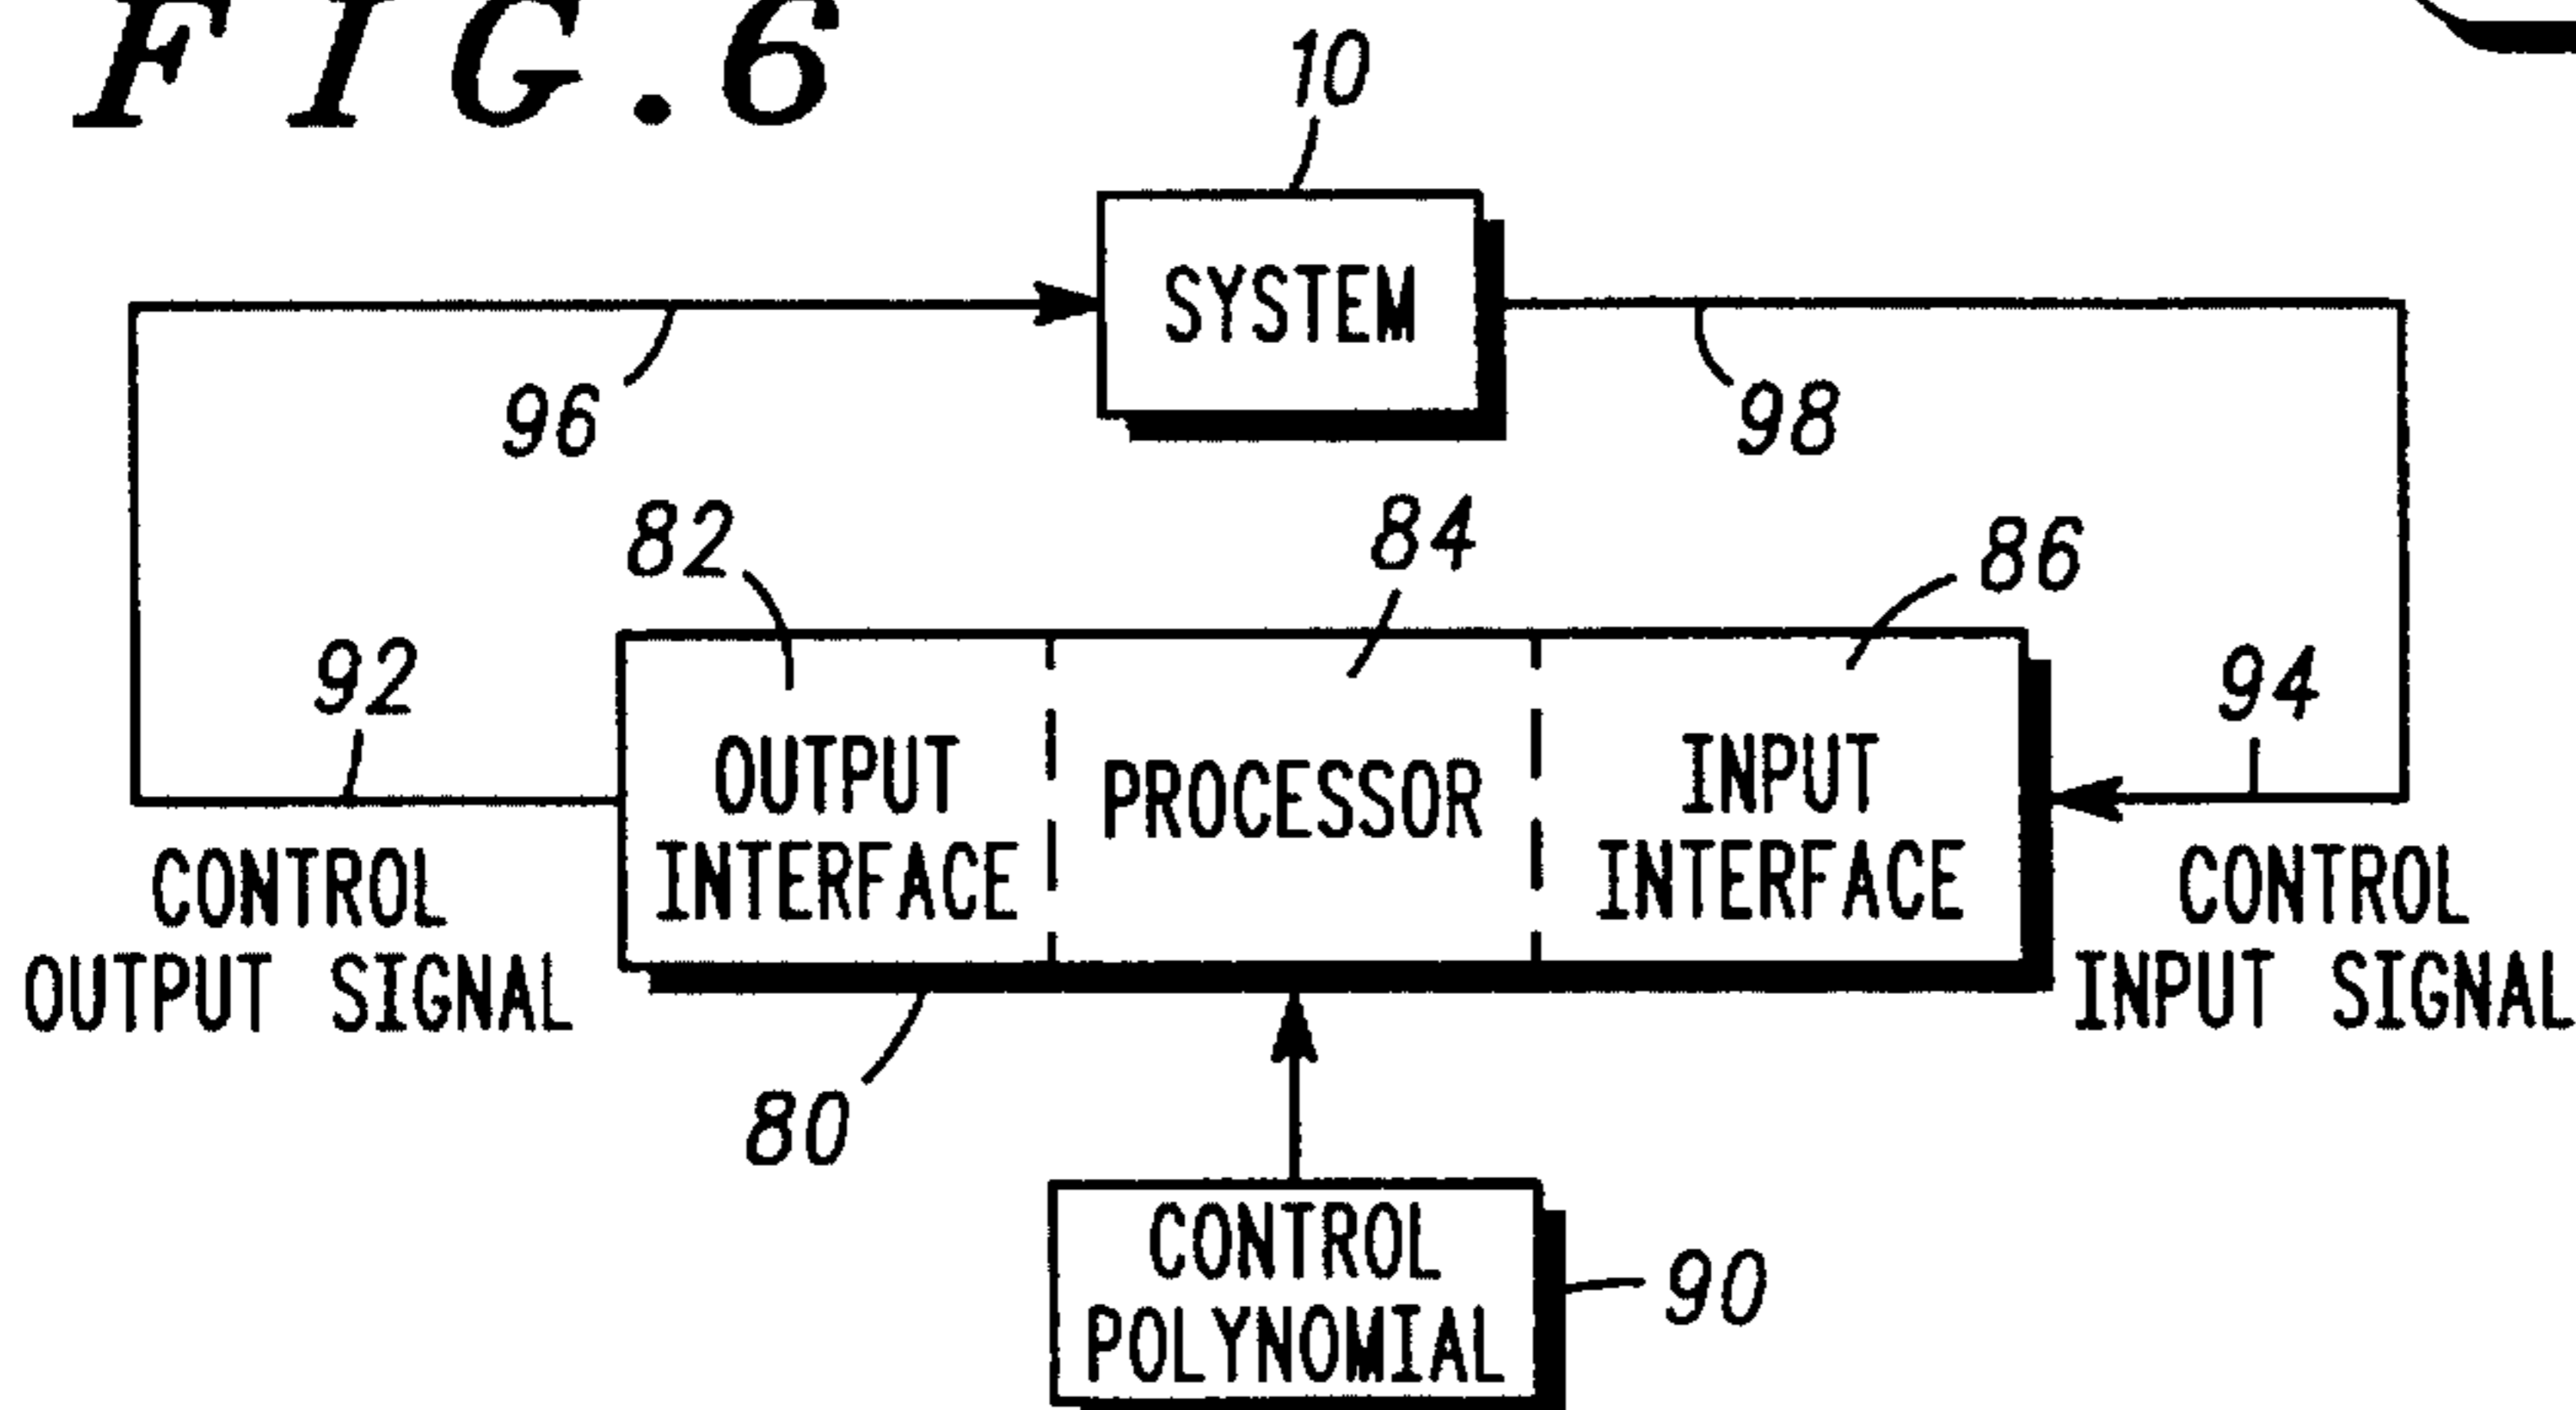 FIG.6
10
SYSTEM
96
98
82
84
86
92
94
OUTPUT
INTERFACE
PROCESSOR
INPUT
INTERFACE
CONTROL
OUTPUT SIGNAL
CONTROL
INPUT SIGNAL
80
CONTROL
POLYNOMIAL
90